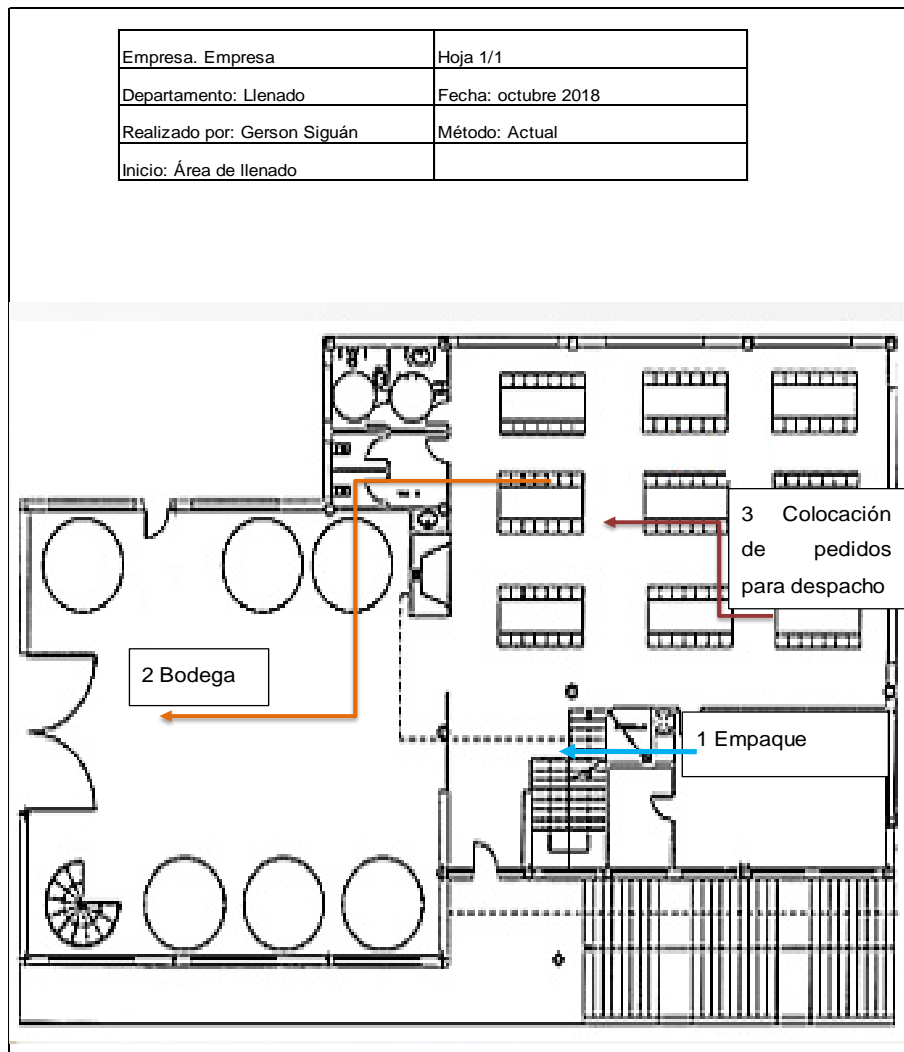 Empresa. Empresa
Hoja 1/1
Departamento: Llenado
Fecha: octubre 2018
Realizado por: Gerson Siguán
Método: Actual
Inicio: Área de llenado
3 Colocación
de pedidos
para despacho
2 Bodega
1 Empaque